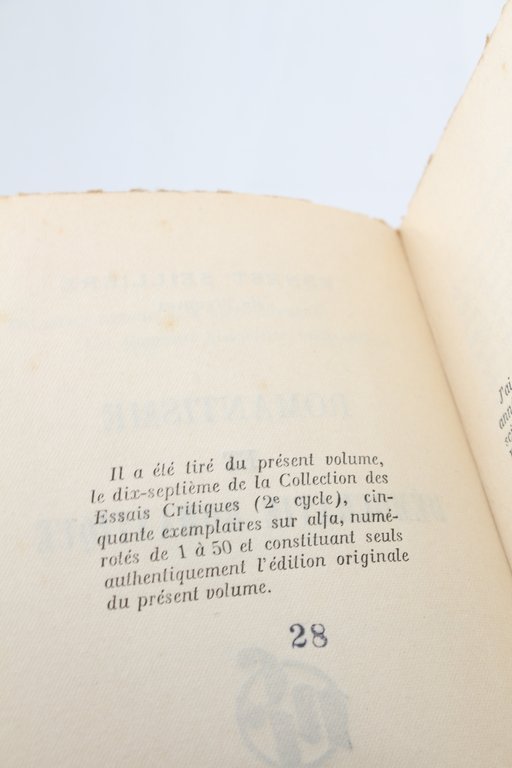 Il a été tiré du présent volume,
le dix-septième de la Collection des
Essais Critiques (2e cycle), cin-
quante exemplaires sur alfa, numé-
rotés de 1 à 50 et constituant seuls
authentiquement l'édition originale
du présent volume.
28
J'ai